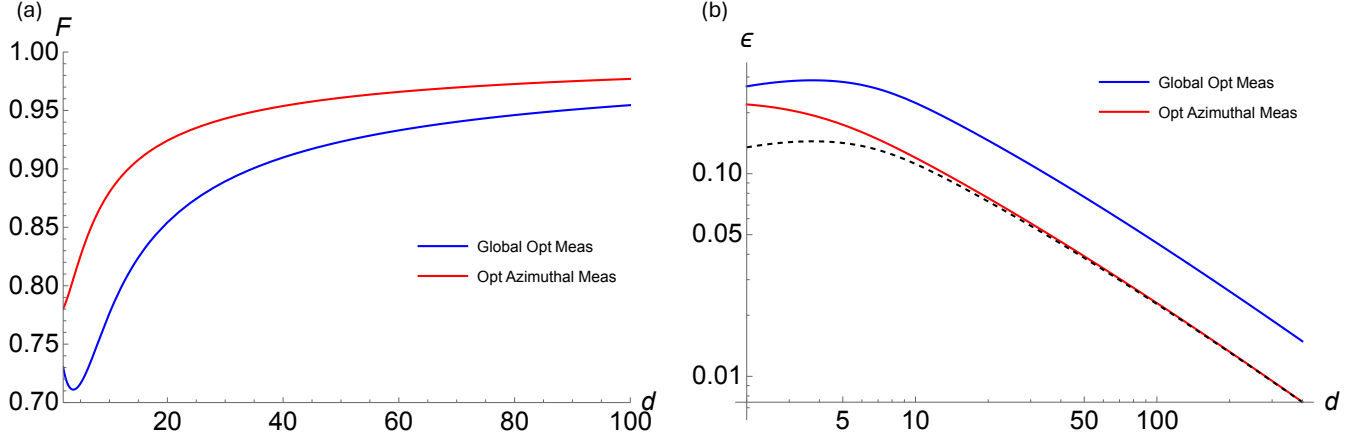 (a)
F
1.00
0.95
0.90
0.85
0.80
0.75
0.70
20
40
60
80
100
d
Global Opt Meas
Opt Azimuthal Meas
(b)
ϵ
0.10
0.05
0.01
5
10
50
100
d
Global Opt Meas
Opt Azimuthal Meas